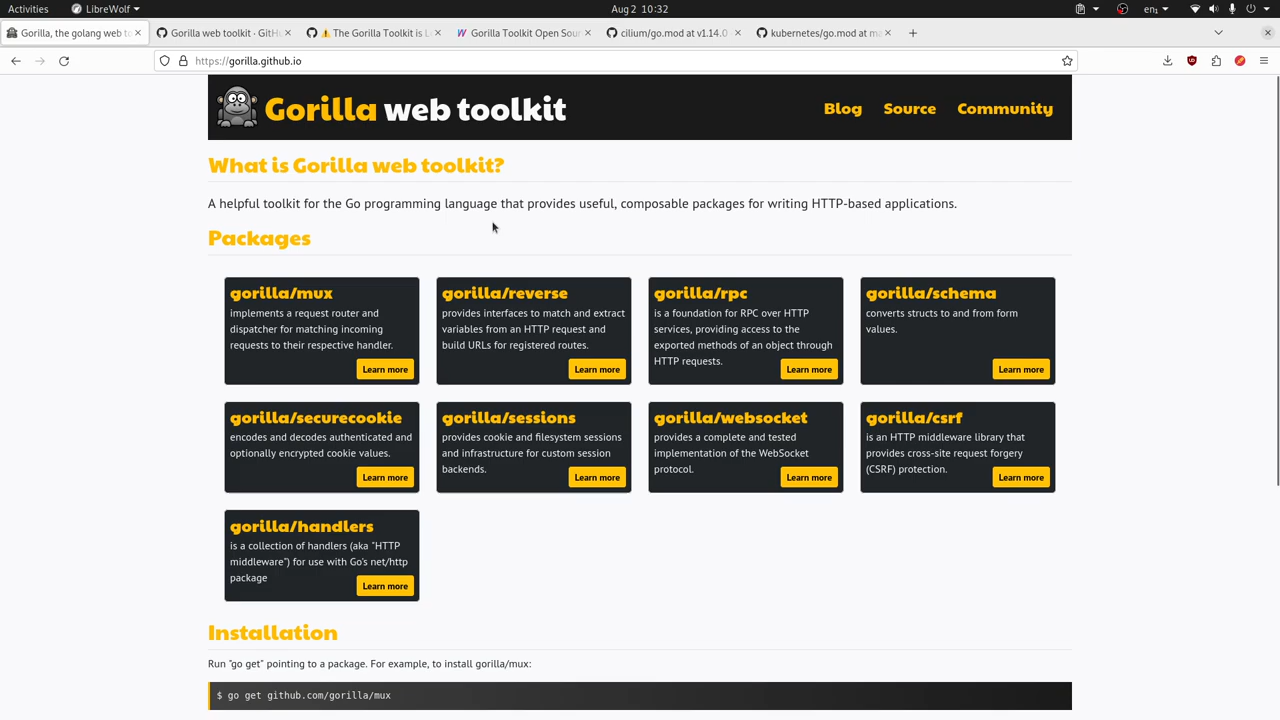 Activities
LibreWolf
Aug 2 10:32
en₁
Gorilla, the golang web to
Gorilla web toolkit · GitH
The Gorilla Toolkit is L
Gorilla Toolkit Open Sour
cilium/go.mod at v1.14.0
kubernetes/go.mod at ma
https://gorilla.github.io
Gorilla web toolkit
Blog
Source
Community
What is Gorilla web toolkit?
A helpful toolkit for the Go programming language that provides useful, composable packages for writing HTTP-based applications.
Packages
gorilla/mux
implements a request router and
dispatcher for matching incoming
requests to their respective handler.
Learn more
gorilla/reverse
provides interfaces to match and extract
variables from an HTTP request and
build URLs for registered routes.
Learn more
gorilla/rpc
is a foundation for RPC over HTTP
services, providing access to the
exported methods of an object through
HTTP requests.
Learn more
gorilla/schema
converts structs to and from form
values.
Learn more
gorilla/securecookie
encodes and decodes authenticated and
optionally encrypted cookie values.
Learn more
gorilla/sessions
provides cookie and filesystem sessions
and infrastructure for custom session
backends.
Learn more
gorilla/websocket
provides a complete and tested
implementation of the WebSocket
protocol.
Learn more
gorilla/csrf
is an HTTP middleware library that
provides cross-site request forgery
(CSRF) protection.
Learn more
gorilla/handlers
is a collection of handlers (aka "HTTP
middleware") for use with Go's net/http
package
Learn more
Installation
Run "go get" pointing to a package. For example, to install gorilla/mux:
$ go get github.com/gorilla/mux